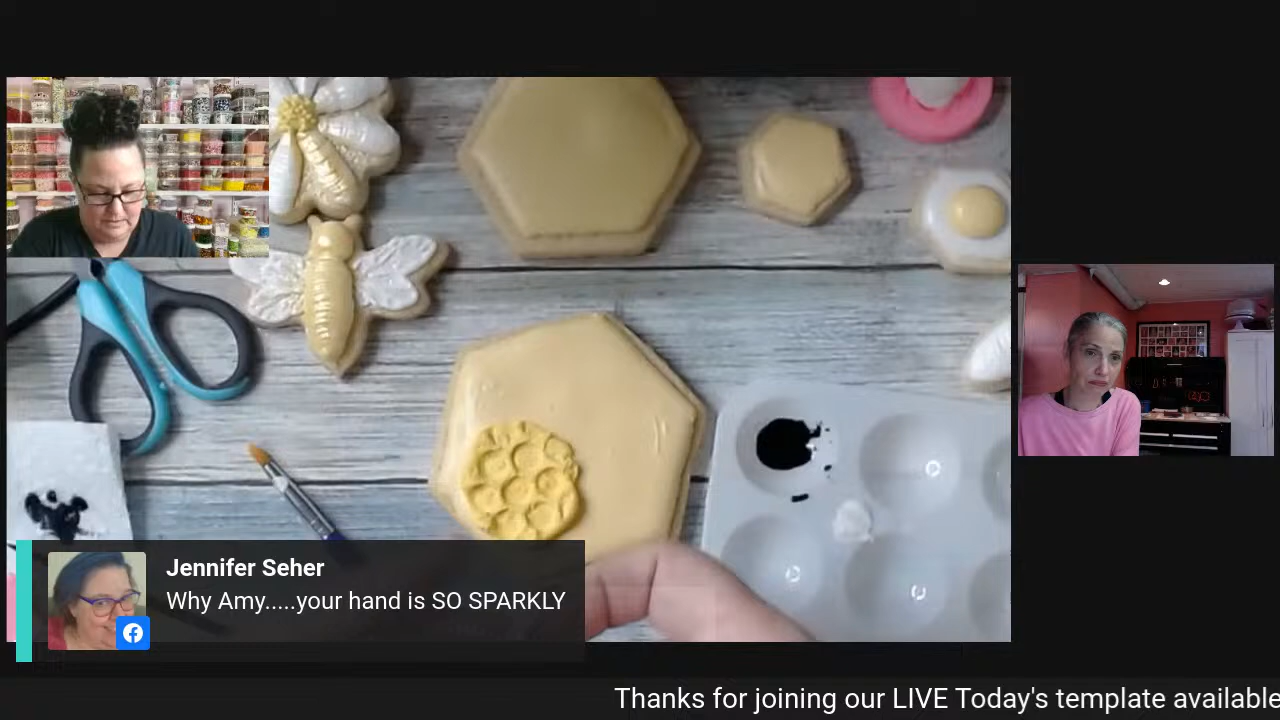 Jennifer Seher
Why Amy.....your hand is SO SPARKLY
Thanks for joining our LIVE Today's template available